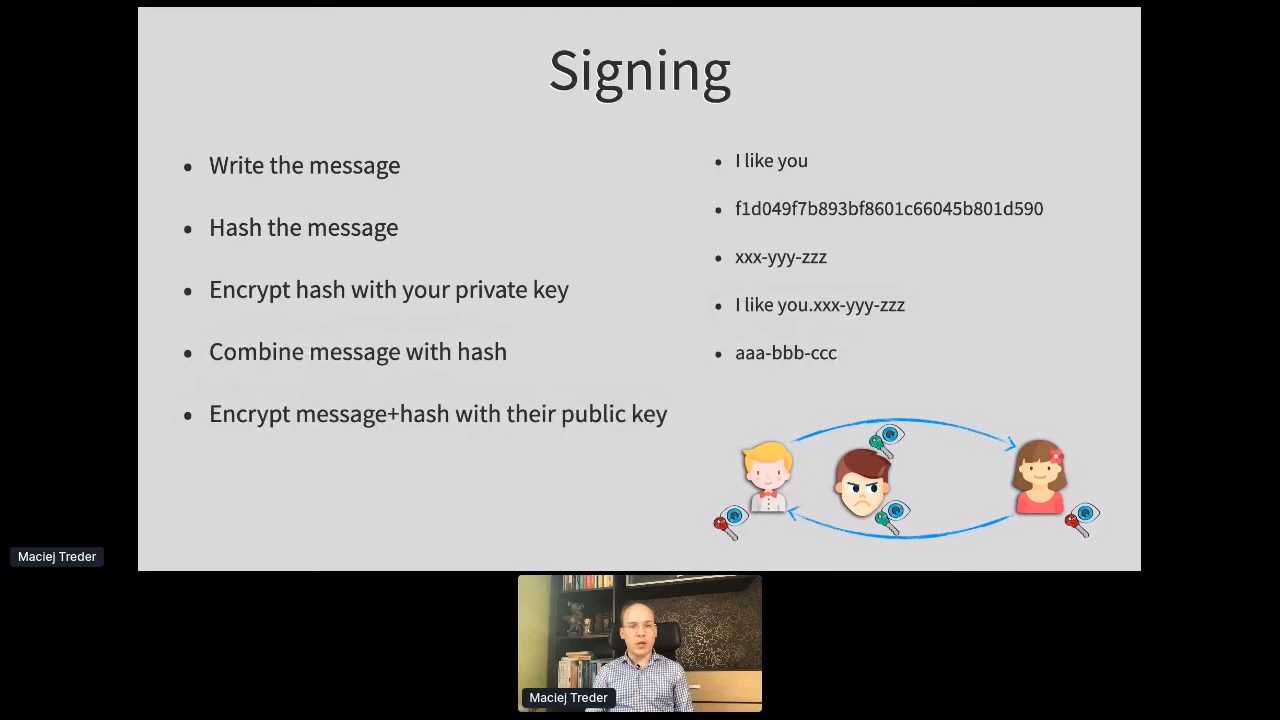 Signing
Write the message
Hash the message
Encrypt hash with your private key
Combine message with hash
Encrypt message+hash with their public key
I like you
f1d049f7b893bf8601c66045b801d590
xxx-yyy-zzz
I like you.xxx-yyy-zzz
aaa-bbb-ccc
Maciej Treder
Maciej Treder